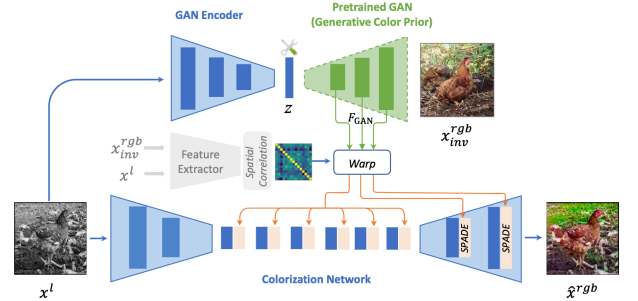 GAN Encoder
Pretrained GAN
(Generative Color Prior)
z
F_GAN
x_inv^rgb
x_inv^rgb
x^l
Feature
Extractor
Spatial
Correlation
Warp
SPADE
SPADE
Colorization Network
x^l
x̂^rgb